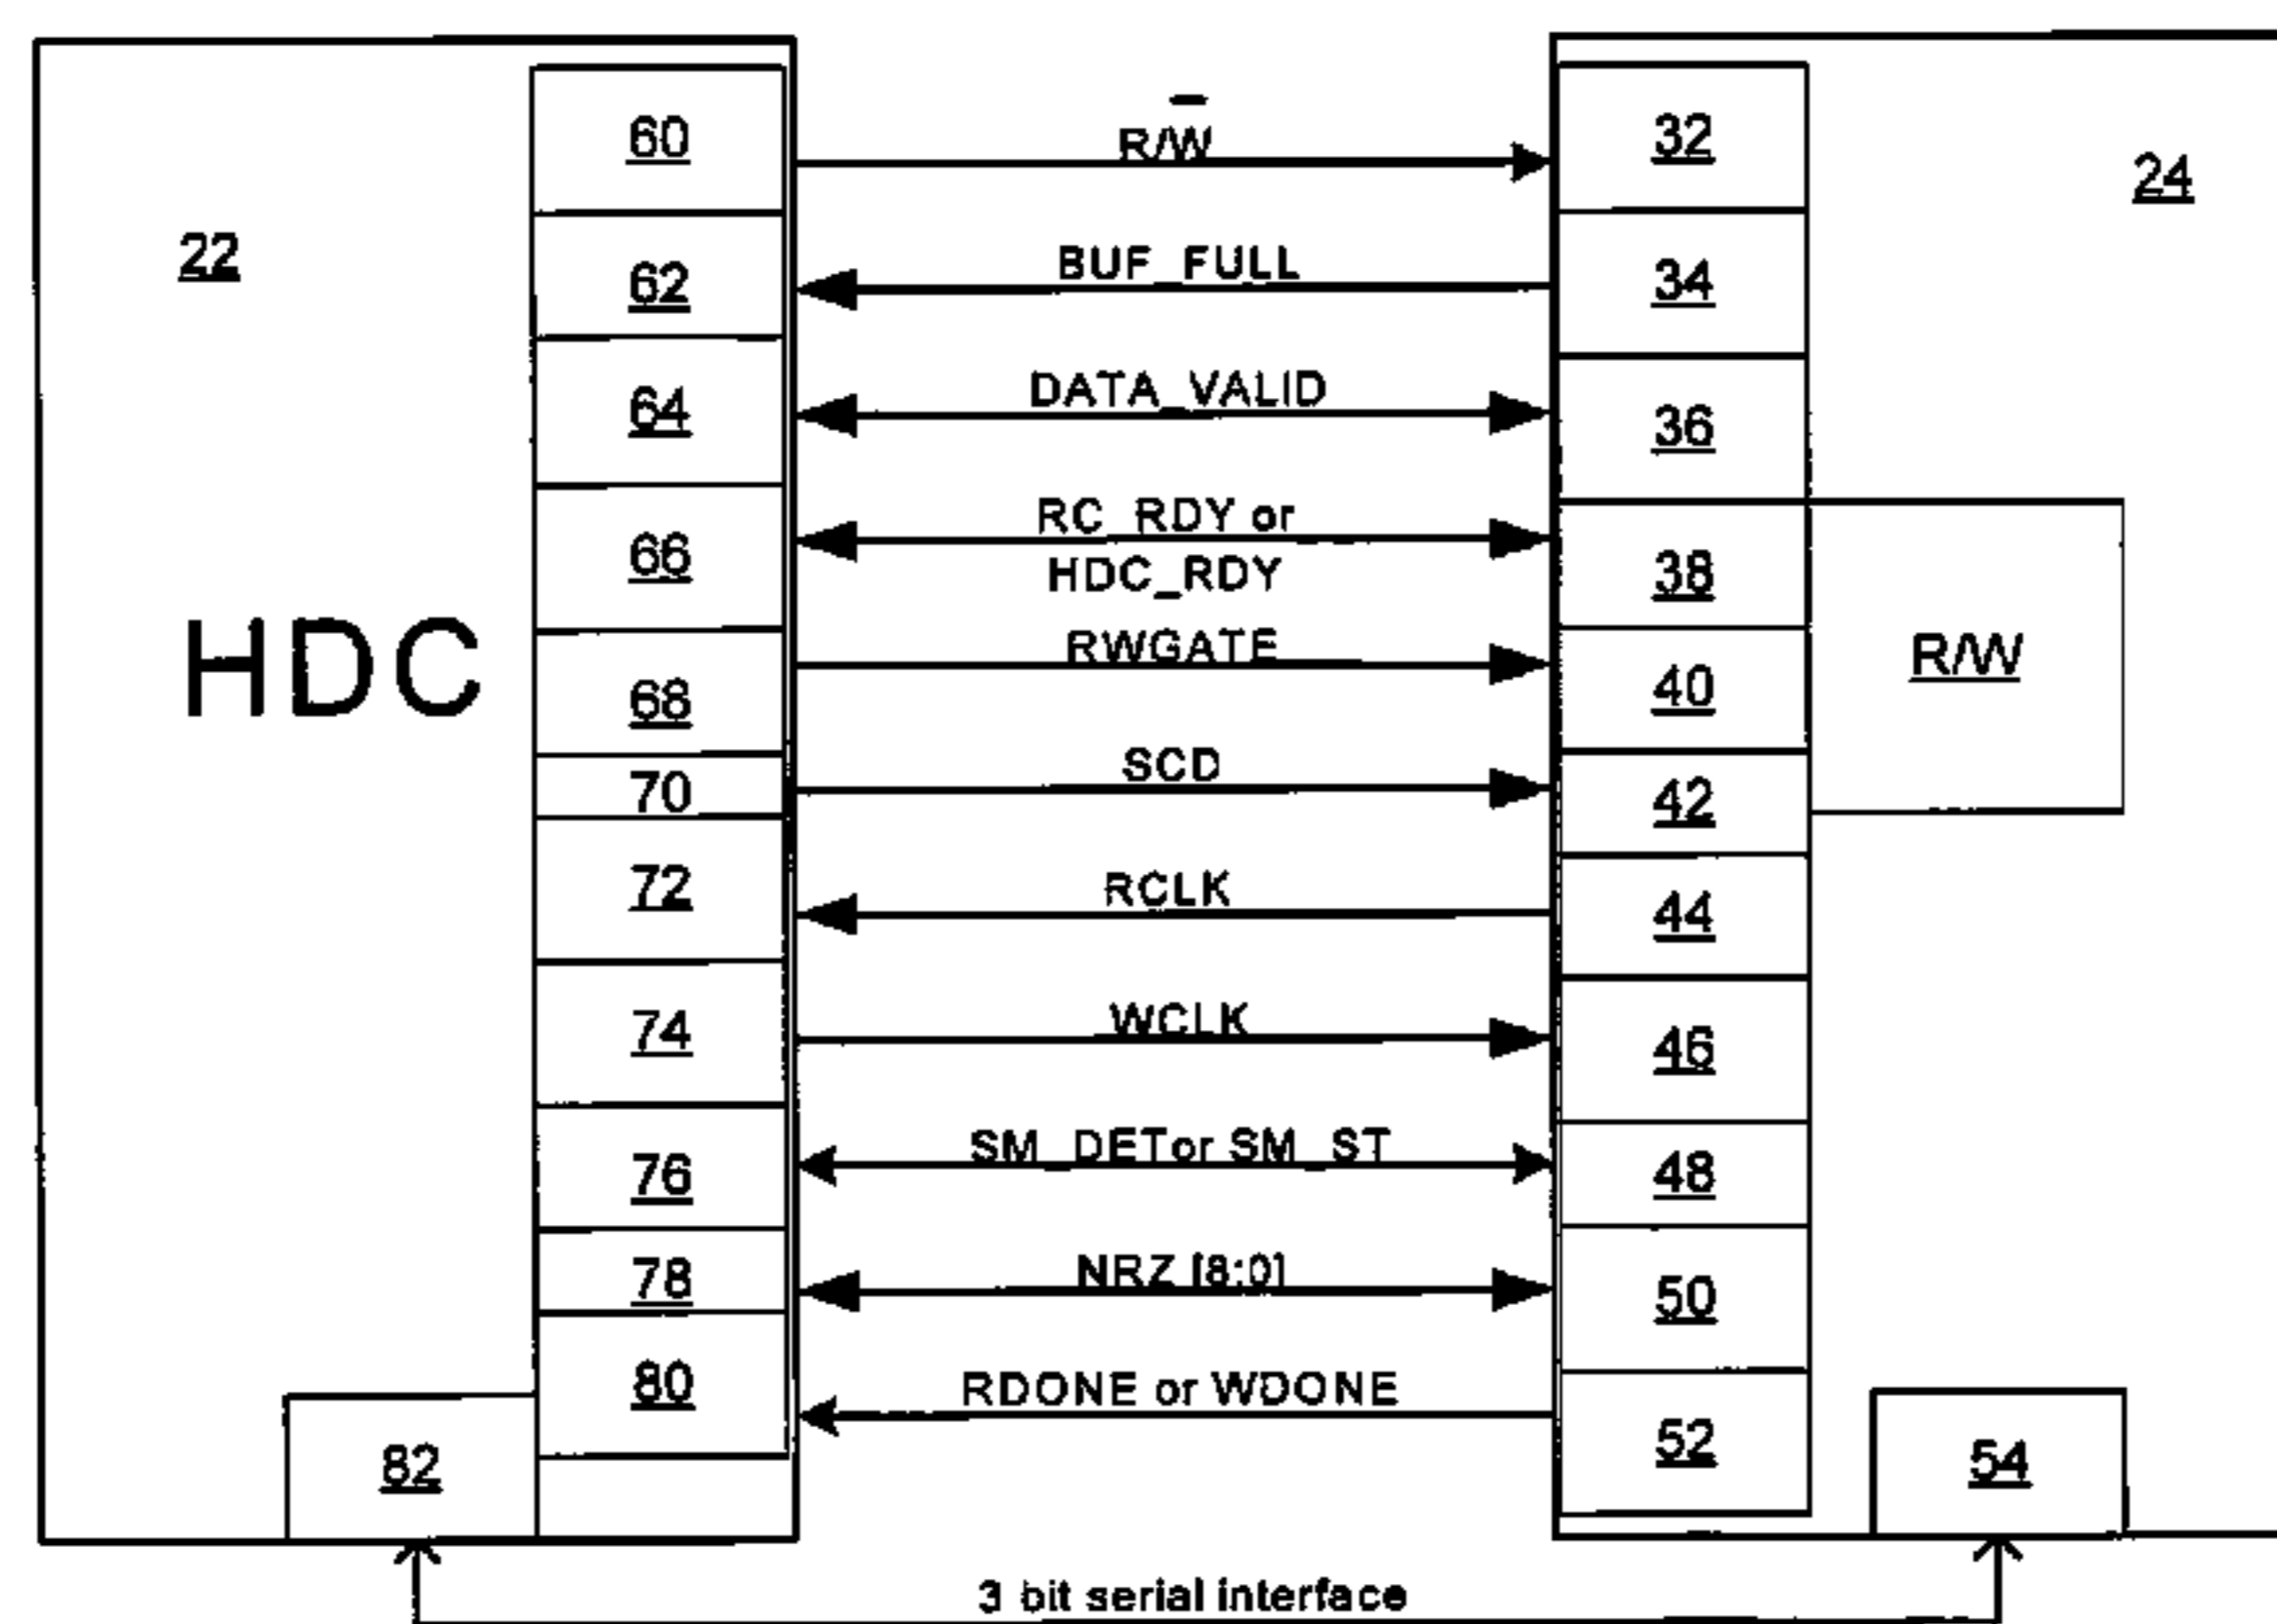 60
R/W̅
32
24
22
62
BUF_FULL
34
64
DATA_VALID
36
66
RC_RDY or
HDC_RDY
38
HDC
68
RWGATE
40
R/W
70
SCD
42
72
RCLK
44
74
WCLK
46
76
SM_DETor SM_ST
48
78
NRZ [8:0]
50
80
RDONE or WDONE
52
82
54
3 bit serial interface